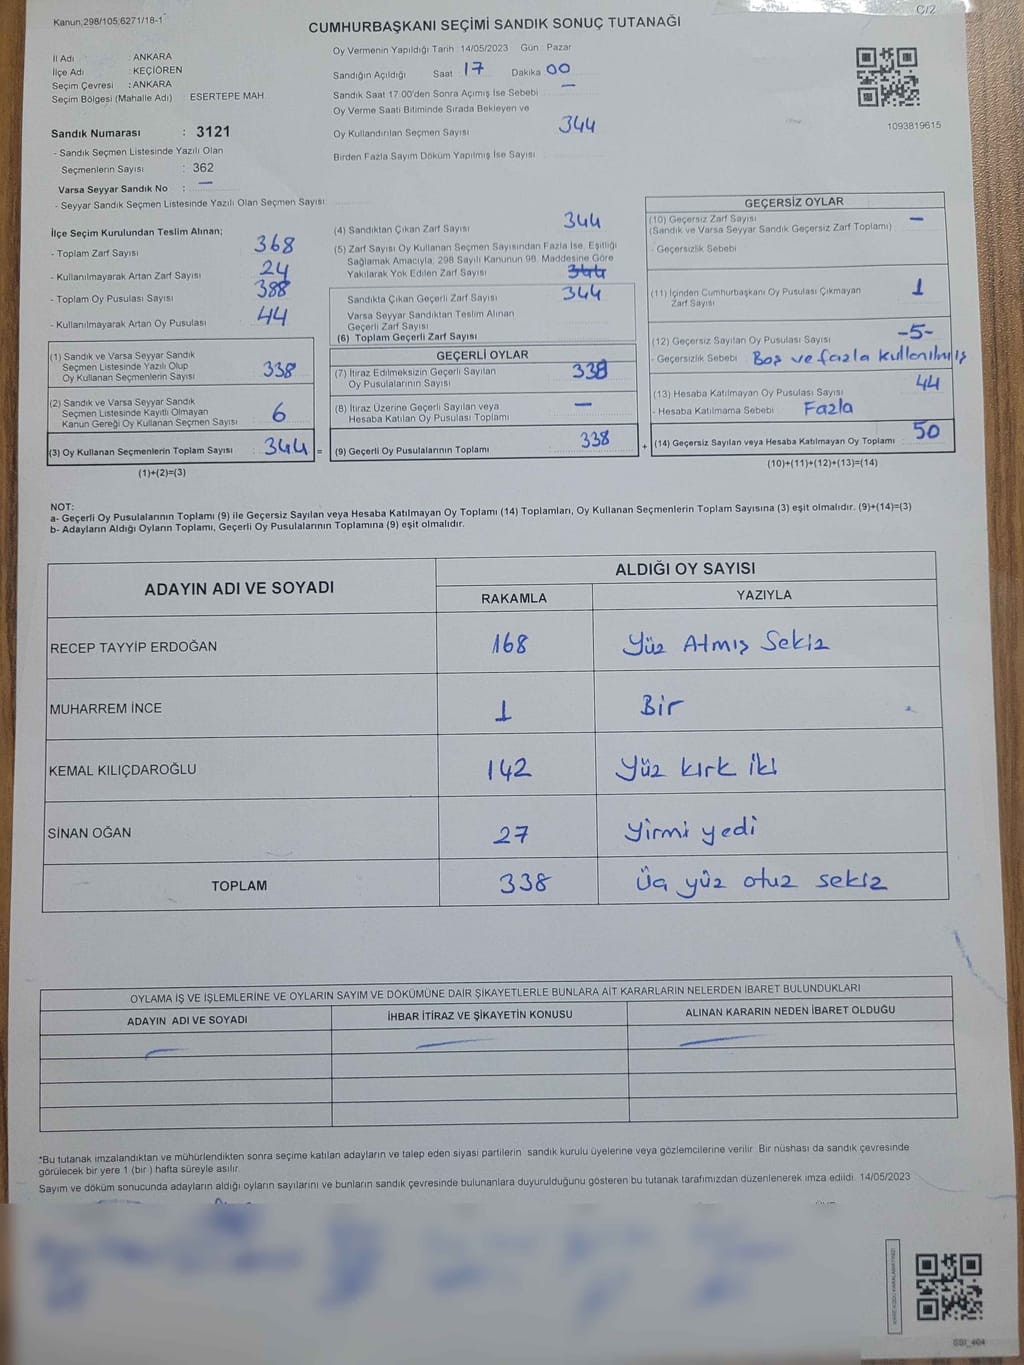 Kanun;298/105;6271/18-1
C/2
CUMHURBAŞKANI SEÇİMİ SANDIK SONUÇ TUTANAĞI
İl Adı : ANKARA
İlçe Adı : KEÇİÖREN
Seçim Çevresi : ANKARA
Seçim Bölgesi (Mahalle Adı) : ESERTEPE MAH.
Oy Vermenin Yapıldığı Tarih : 14/05/2023 Gün : Pazar
Sandığın Açıldığı Saat 17 Dakika 00
Sandık Saat 17:00'den Sonra Açımış İse Sebebi —
Oy Verme Saati Bitiminde Sırada Bekleyen ve
Oy Kullandırılan Seçmen Sayısı 344
Birden Fazla Sayım Döküm Yapılmış İse Sayısı
1093819615
Sandık Numarası : 3121
- Sandık Seçmen Listesinde Yazılı Olan
Seçmenlerin Sayısı : 362
Varsa Seyyar Sandık No : —
- Seyyar Sandık Seçmen Listesinde Yazılı Olan Seçmen Sayısı:
İlçe Seçim Kurulundan Teslim Alınan;
- Toplam Zarf Sayısı 368
- Kullanılmayarak Artan Zarf Sayısı 24
- Toplam Oy Pusulası Sayısı 388
- Kullanılmayarak Artan Oy Pusulası 44
(1) Sandık ve Varsa Seyyar Sandık
Seçmen Listesinde Yazılı Olup
Oy Kullanan Seçmenlerin Sayısı 338
(2) Sandık ve Varsa Seyyar Sandık
Seçmen Listesinde Kayıtlı Olmayan
Kanun Gereği Oy Kullanan Seçmen Sayısı 6
(3) Oy Kullanan Seçmenlerin Toplam Sayısı : 344 =
(1)+(2)=(3)
(4) Sandıktan Çıkan Zarf Sayısı 344
(5) Zarf Sayısı Oy Kullanan Seçmen Sayısından Fazla İse, Eşitliği
Sağlamak Amacıyla, 298 Sayılı Kanunun 98. Maddesine Göre
Yakılarak Yok Edilen Zarf Sayısı 344
Sandıkta Çıkan Geçerli Zarf Sayısı 344
Varsa Seyyar Sandıktan Teslim Alınan
Geçerli Zarf Sayısı
(6) Toplam Geçerli Zarf Sayısı
GEÇERLİ OYLAR
(7) İtiraz Edilmeksizin Geçerli Sayılan
Oy Pusulalarının Sayısı 338
(8) İtiraz Üzerine Geçerli Sayılan veya
Hesaba Katılan Oy Pusulası Toplamı —
(9) Geçerli Oy Pusulalarının Toplamı 338 +
GEÇERSİZ OYLAR
(10) Geçersiz Zarf Sayısı —
(Sandık ve Varsa Seyyar Sandık Geçersiz Zarf Toplamı)
- Geçersizlik Sebebi
(11) İçinden Cumhurbaşkanı Oy Pusulası Çıkmayan
Zarf Sayısı 1
(12) Geçersiz Sayılan Oy Pusulası Sayısı -5-
- Geçersizlik Sebebi Boş ve fazla kullanılmış
(13) Hesaba Katılmayan Oy Pusulası Sayısı 44
- Hesaba Katılmama Sebebi Fazla
(14) Geçersiz Sayılan veya Hesaba Katılmayan Oy Toplamı 50
(10)+(11)+(12)+(13)=(14)
NOT:
a- Geçerli Oy Pusulalarının Toplamı (9) ile Geçersiz Sayılan veya Hesaba Katılmayan Oy Toplamı (14) Toplamları, Oy Kullanan Seçmenlerin Toplam Sayısına (3) eşit olmalıdır. (9)+(14)=(3)
b- Adayların Aldığı Oyların Toplamı, Geçerli Oy Pusulalarının Toplamına (9) eşit olmalıdır.
ADAYIN ADI VE SOYADI ALDIĞI OY SAYISI
RAKAMLA YAZIYLA
RECEP TAYYİP ERDOĞAN 168 Yüz Atmış Sekiz
MUHARREM İNCE 1 Bir
KEMAL KILIÇDAROĞLU 142 Yüz kırk iki
SİNAN OĞAN 27 Yirmi yedi
TOPLAM 338 Üç yüz otuz sekiz
OYLAMA İŞ VE İŞLEMLERİNE VE OYLARIN SAYIM VE DÖKÜMÜNE DAİR ŞİKAYETLERLE BUNLARA AİT KARARLARIN NELERDEN İBARET BULUNDUKLARI
ADAYIN ADI VE SOYADI İHBAR İTİRAZ VE ŞİKAYETİN KONUSU ALINAN KARARIN NEDEN İBARET OLDUĞU
— — —
*Bu tutanak imzalandıktan ve mühürlendikten sonra seçime katılan adayların ve talep eden siyasi partilerin sandık kurulu üyelerine veya gözlemcilerine verilir. Bir nüshası da sandık çevresinde
görülecek bir yere 1 (bir ) hafta süreyle asılır.
Sayım ve döküm sonucunda adayların aldığı oyların sayılarını ve bunların sandık çevresinde bulunanlara duyurulduğunu gösteren bu tutanak tarafımızdan düzenlenerek imza edildi. 14/05/2023